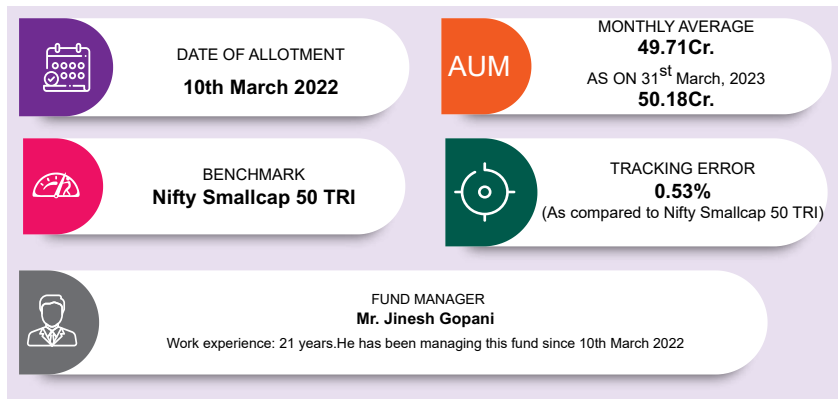 DATE OF ALLOTMENT
10th March 2022
AUM
MONTHLY AVERAGE
49.71Cr.
AS ON 31st March, 2023
50.18Cr.
BENCHMARK
Nifty Smallcap 50 TRI
TRACKING ERROR
0.53%
(As compared to Nifty Smallcap 50 TRI)
FUND MANAGER
Mr. Jinesh Gopani
Work experience: 21 years.He has been managing this fund since 10th March 2022